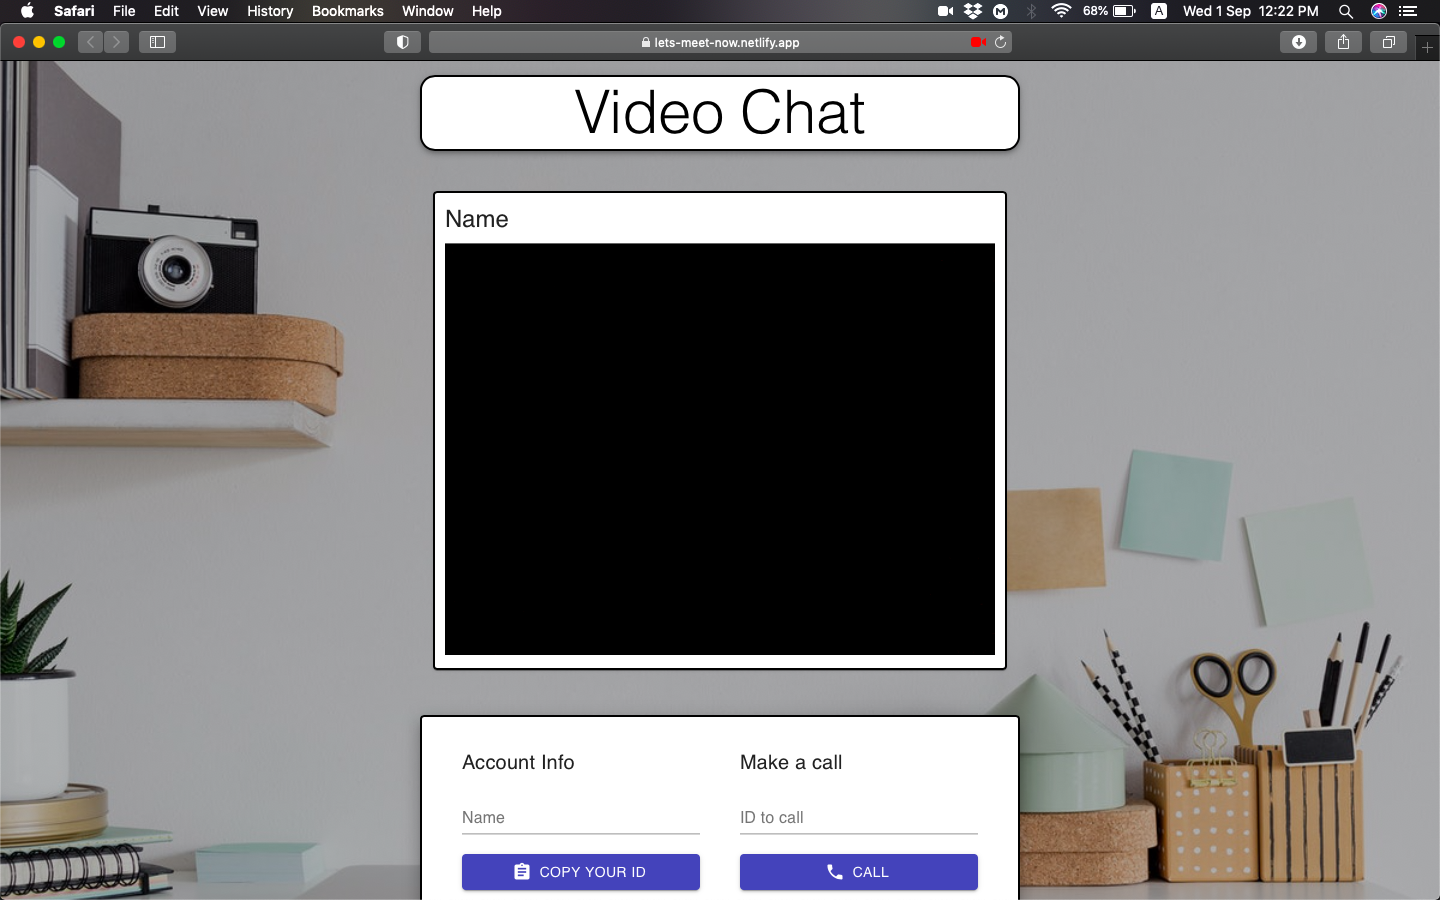 Safari File Edit View History Bookmarks Window Help 68% A Wed 1 Sep 12:22 PM
lets-meet-now.netlify.app
Video Chat
Name
Account Info Make a call
Name ID to call
COPY YOUR ID CALL